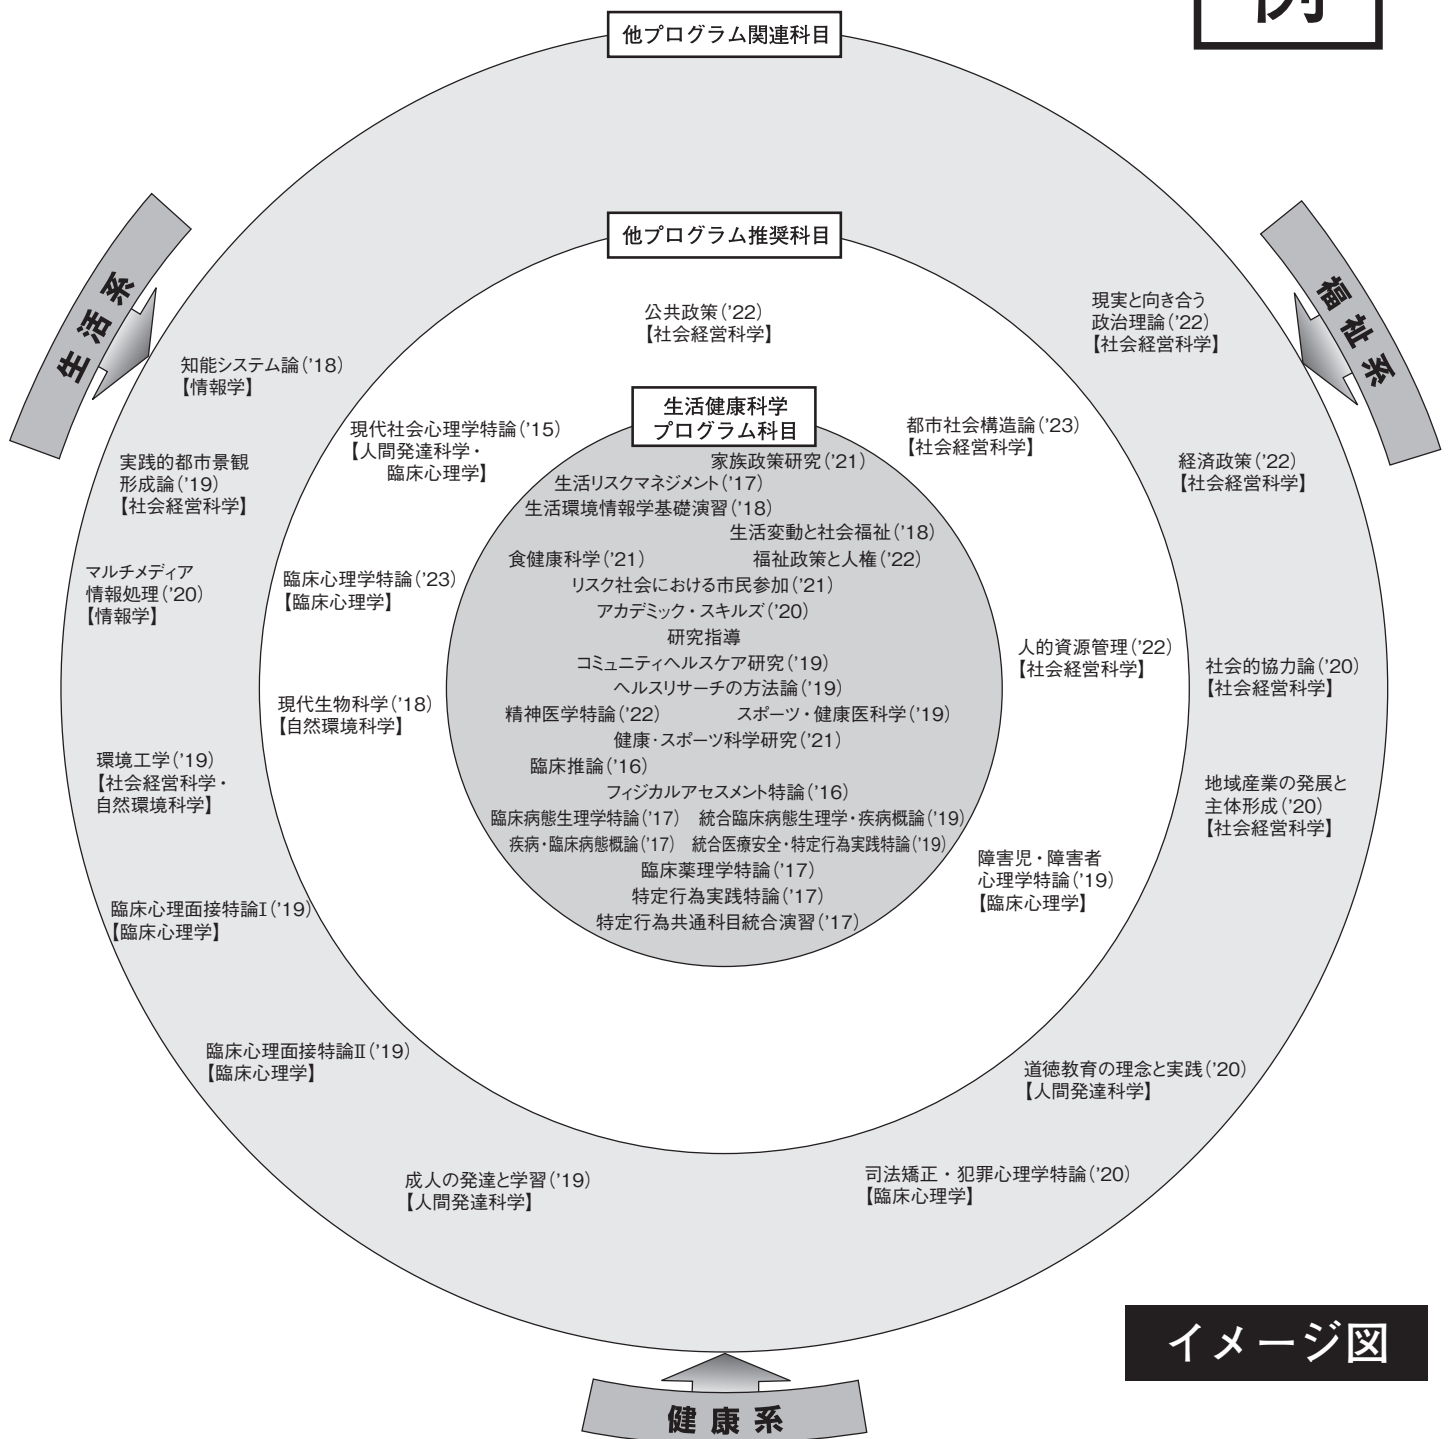 例
他プログラム関連科目
他プログラム推奨科目
生活系
福祉系
公共政策('22)
【社会経営科学】
現実と向き合う
政治理論('22)
【社会経営科学】
知能システム論('18)
【情報学】
生活健康科学
プログラム科目
現代社会心理学特論('15)
【人間発達科学・
臨床心理学】
都市社会構造論('23)
【社会経営科学】
実践的都市景観
形成論('19)
【社会経営科学】
経済政策('22)
【社会経営科学】
家族政策研究('21)
生活リスクマネジメント('17)
生活環境情報学基礎演習('18)
生活変動と社会福祉('18)
食健康科学('21) 福祉政策と人権('22)
リスク社会における市民参加('21)
アカデミック・スキルズ('20)
研究指導
コミュニティヘルスケア研究('19)
ヘルスリサーチの方法論('19)
精神医学特論('22) スポーツ・健康医科学('19)
健康・スポーツ科学研究('21)
臨床推論('16)
フィジカルアセスメント特論('16)
臨床病態生理学特論('17) 統合臨床病態生理学・疾病概論('19)
疾病・臨床病態概論('17) 統合医療安全・特定行為実践特論('19)
臨床薬理学特論('17)
特定行為実践特論('17)
特定行為共通科目統合演習('17)
マルチメディア
情報処理('20)
【情報学】
臨床心理学特論('23)
【臨床心理学】
人的資源管理('22)
【社会経営科学】
社会的協力論('20)
【社会経営科学】
現代生物科学('18)
【自然環境科学】
環境工学('19)
【社会経営科学・
自然環境科学】
地域産業の発展と
主体形成('20)
【社会経営科学】
障害児・障害者
心理学特論('19)
【臨床心理学】
臨床心理面接特論Ⅰ('19)
【臨床心理学】
臨床心理面接特論Ⅱ('19)
【臨床心理学】
道徳教育の理念と実践('20)
【人間発達科学】
成人の発達と学習('19)
【人間発達科学】
司法矯正・犯罪心理学特論('20)
【臨床心理学】
イメージ図
健康系